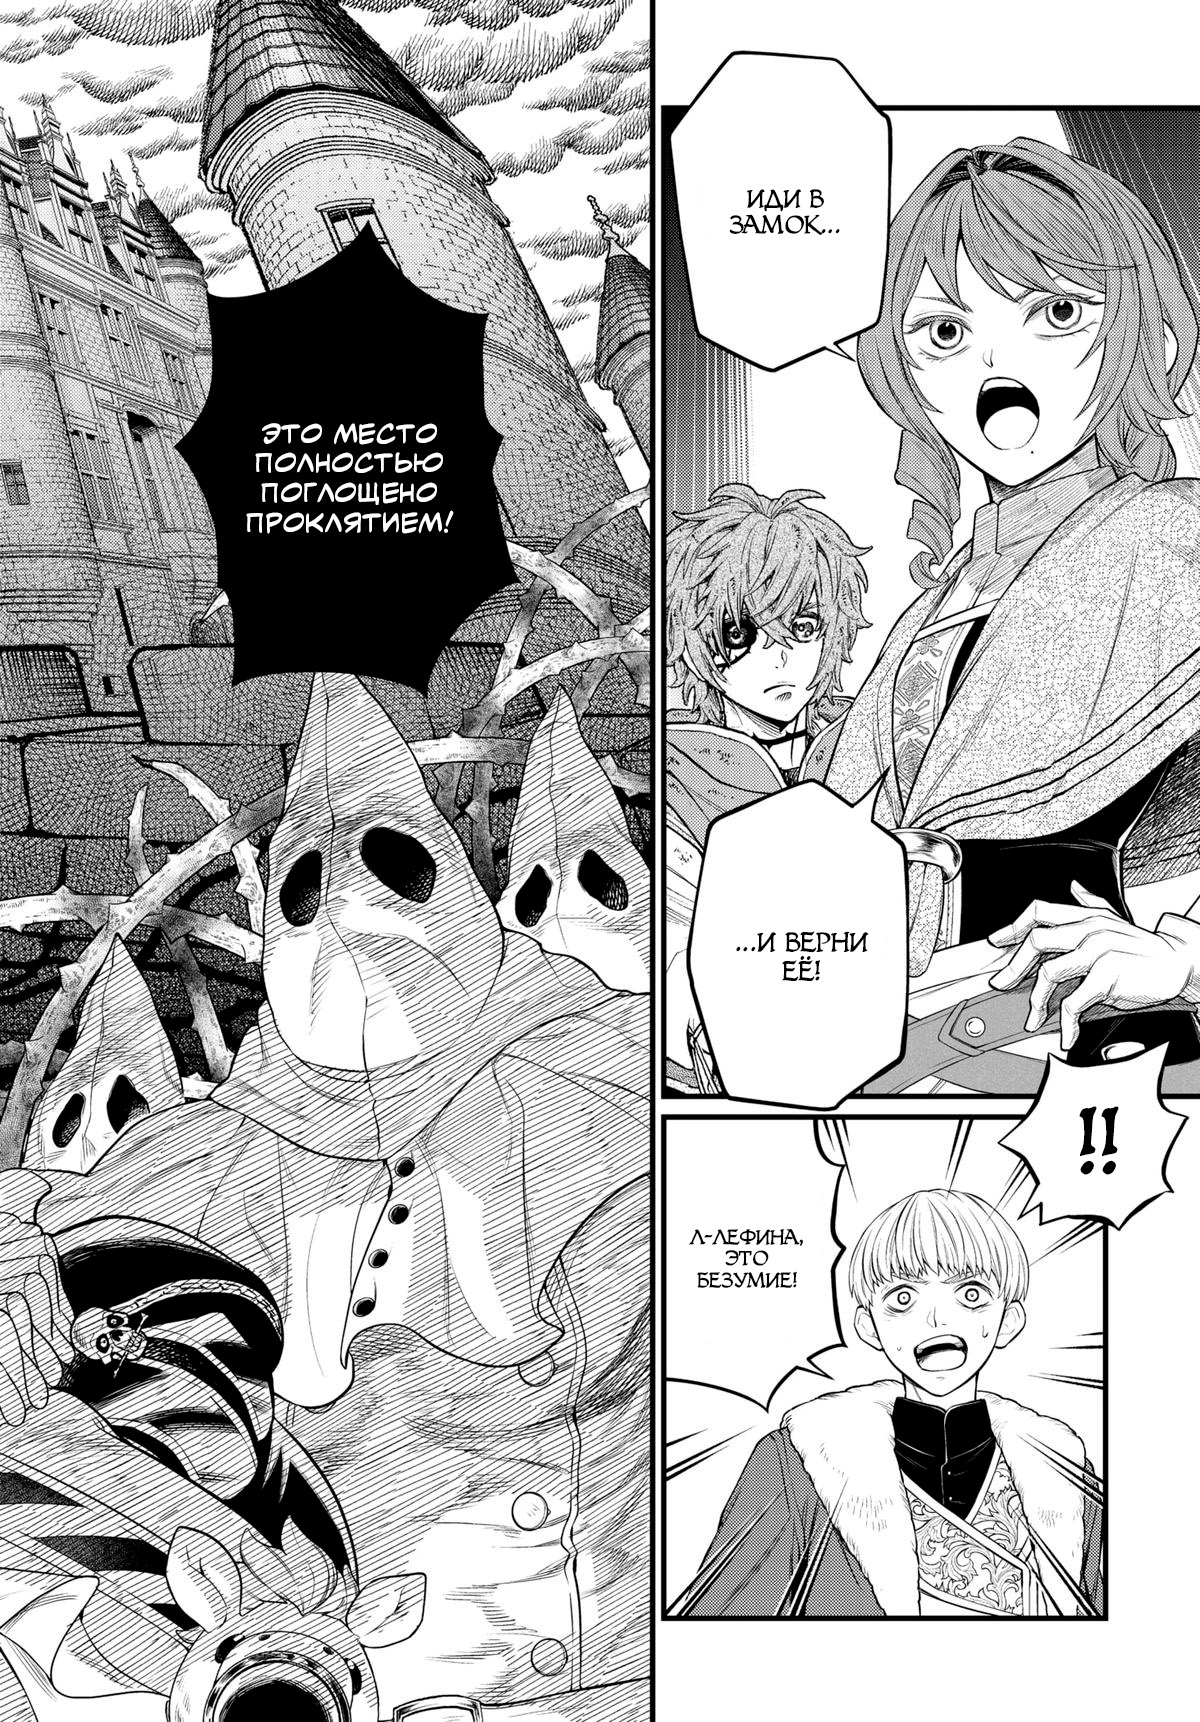 ИДИ В
ЗАМОК...
...И ВЕРНИ
ЕЁ!
!!
Л-ЛЕФИНА,
ЭТО
БЕЗУМИЕ!
ЭТО МЕСТО
ПОЛНОСТЬЮ
ПОГЛОЩЕНО
ПРОКЛЯТИЕМ!